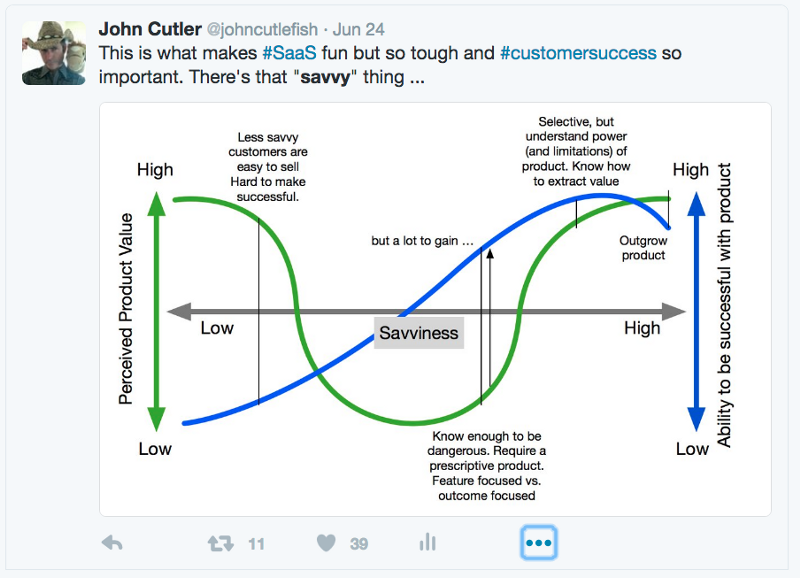 John Cutler @johncutlefish · Jun 24
This is what makes #SaaS fun but so tough and #customersuccess so
important. There's that "savvy" thing ...
Less savvy
customers are
easy to sell
Hard to make
successful.
Selective, but
understand power
(and limitations) of
product. Know how
to extract value
High
High
but a lot to gain ...
Outgrow
product
Perceived Product Value
Ability to be successful with product
Low
Savviness
High
Low
Low
Know enough to be
dangerous. Require a
prescriptive product.
Feature focused vs.
outcome focused
11
39